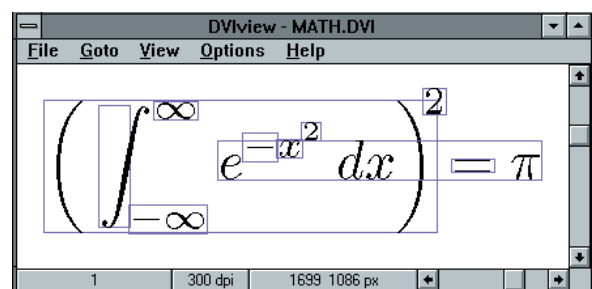 DVIview - MATH.DVI
File Goto View Options Help
(∫_{-∞}^{∞} e^{-x^2} dx)^2 = π
1 300 dpi 1699 1086 px